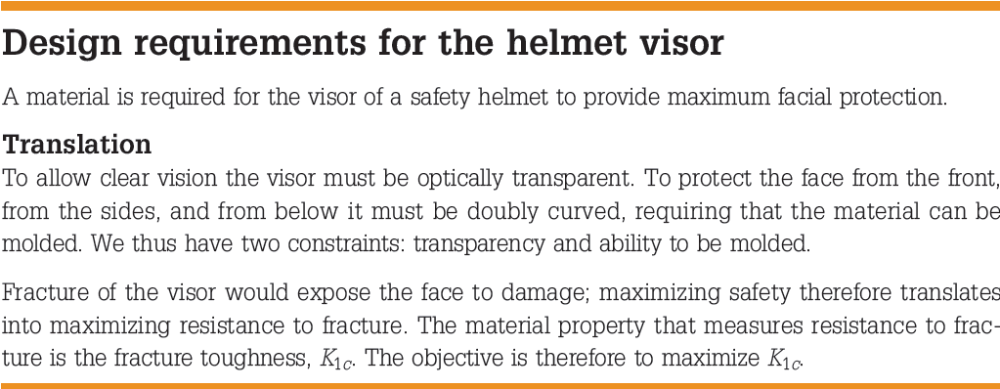 Design requirements for the helmet visor
A material is required for the visor of a safety helmet to provide maximum facial protection.
Translation
To allow clear vision the visor must be optically transparent. To protect the face from the front,
from the sides, and from below it must be doubly curved, requiring that the material can be
molded. We thus have two constraints: transparency and ability to be molded.
Fracture of the visor would expose the face to damage; maximizing safety therefore translates
into maximizing resistance to fracture. The material property that measures resistance to frac-
ture is the fracture toughness, K1c. The objective is therefore to maximize K1c.